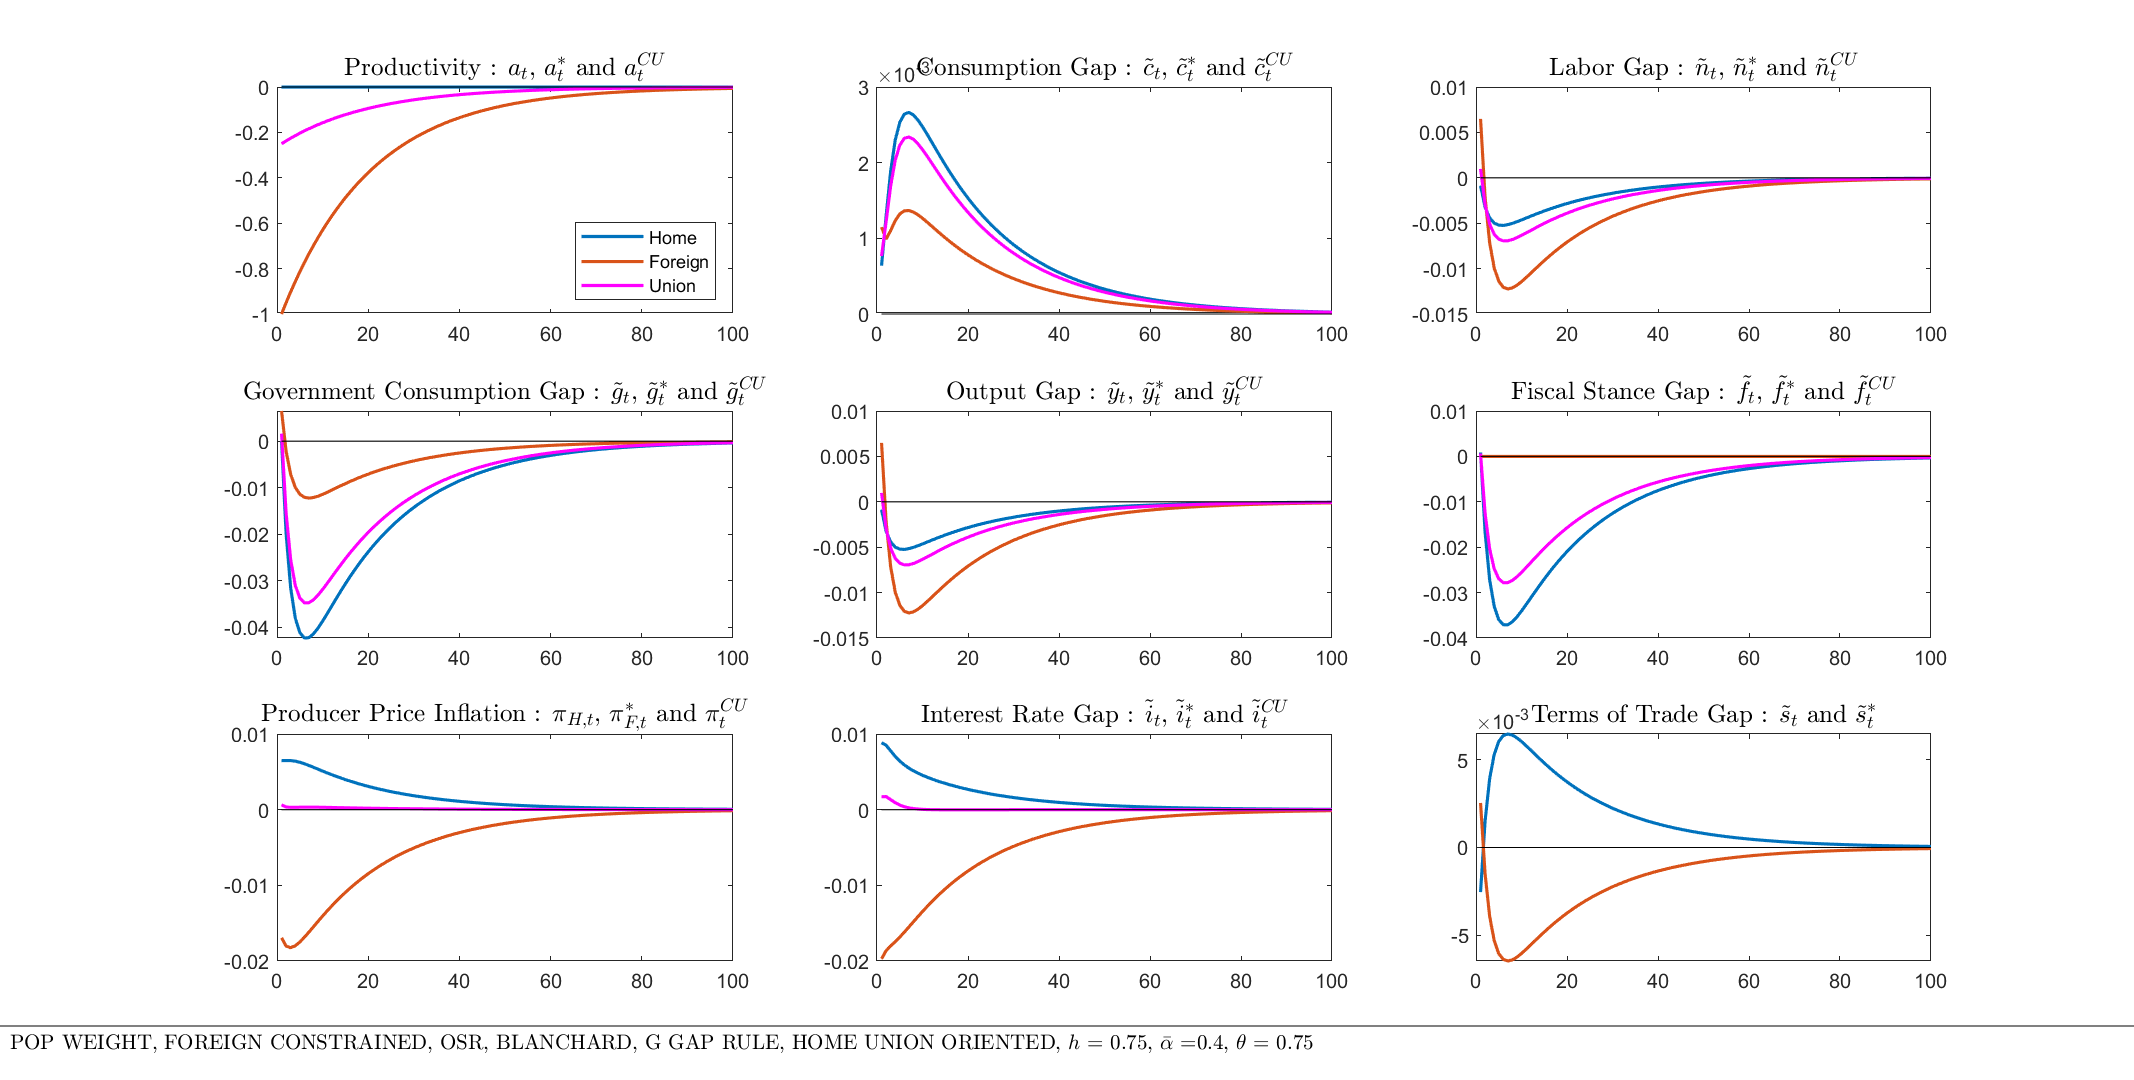 Productivity : a_t, a_t^* and a_t^{CU}
0
-0.2
-0.4
-0.6
-0.8
-1
0 20 40 60 80 100
Home
Foreign
Union
Consumption Gap : c̃_t, c̃_t^* and c̃_t^{CU}
×10^{-3}
3
2
1
0
0 20 40 60 80 100
Labor Gap : ñ_t, ñ_t^* and ñ_t^{CU}
0.01
0.005
0
-0.005
-0.01
-0.015
0 20 40 60 80 100
Government Consumption Gap : g̃_t, g̃_t^* and g̃_t^{CU}
0
-0.01
-0.02
-0.03
-0.04
0 20 40 60 80 100
Output Gap : ỹ_t, ỹ_t^* and ỹ_t^{CU}
0.01
0.005
0
-0.005
-0.01
-0.015
0 20 40 60 80 100
Fiscal Stance Gap : f̃_t, f̃_t^* and f̃_t^{CU}
0.01
0
-0.01
-0.02
-0.03
-0.04
0 20 40 60 80 100
Producer Price Inflation : π_{H,t}, π_{F,t}^* and π_t^{CU}
0.01
0
-0.01
-0.02
0 20 40 60 80 100
Interest Rate Gap : ĩ_t, ĩ_t^* and ĩ_t^{CU}
0.01
0
-0.01
-0.02
0 20 40 60 80 100
Terms of Trade Gap : s̃_t and s̃_t^*
×10^{-3}
5
0
-5
0 20 40 60 80 100
POP WEIGHT, FOREIGN CONSTRAINED, OSR, BLANCHARD, G GAP RULE, HOME UNION ORIENTED, h = 0.75, ᾱ =0.4, θ = 0.75